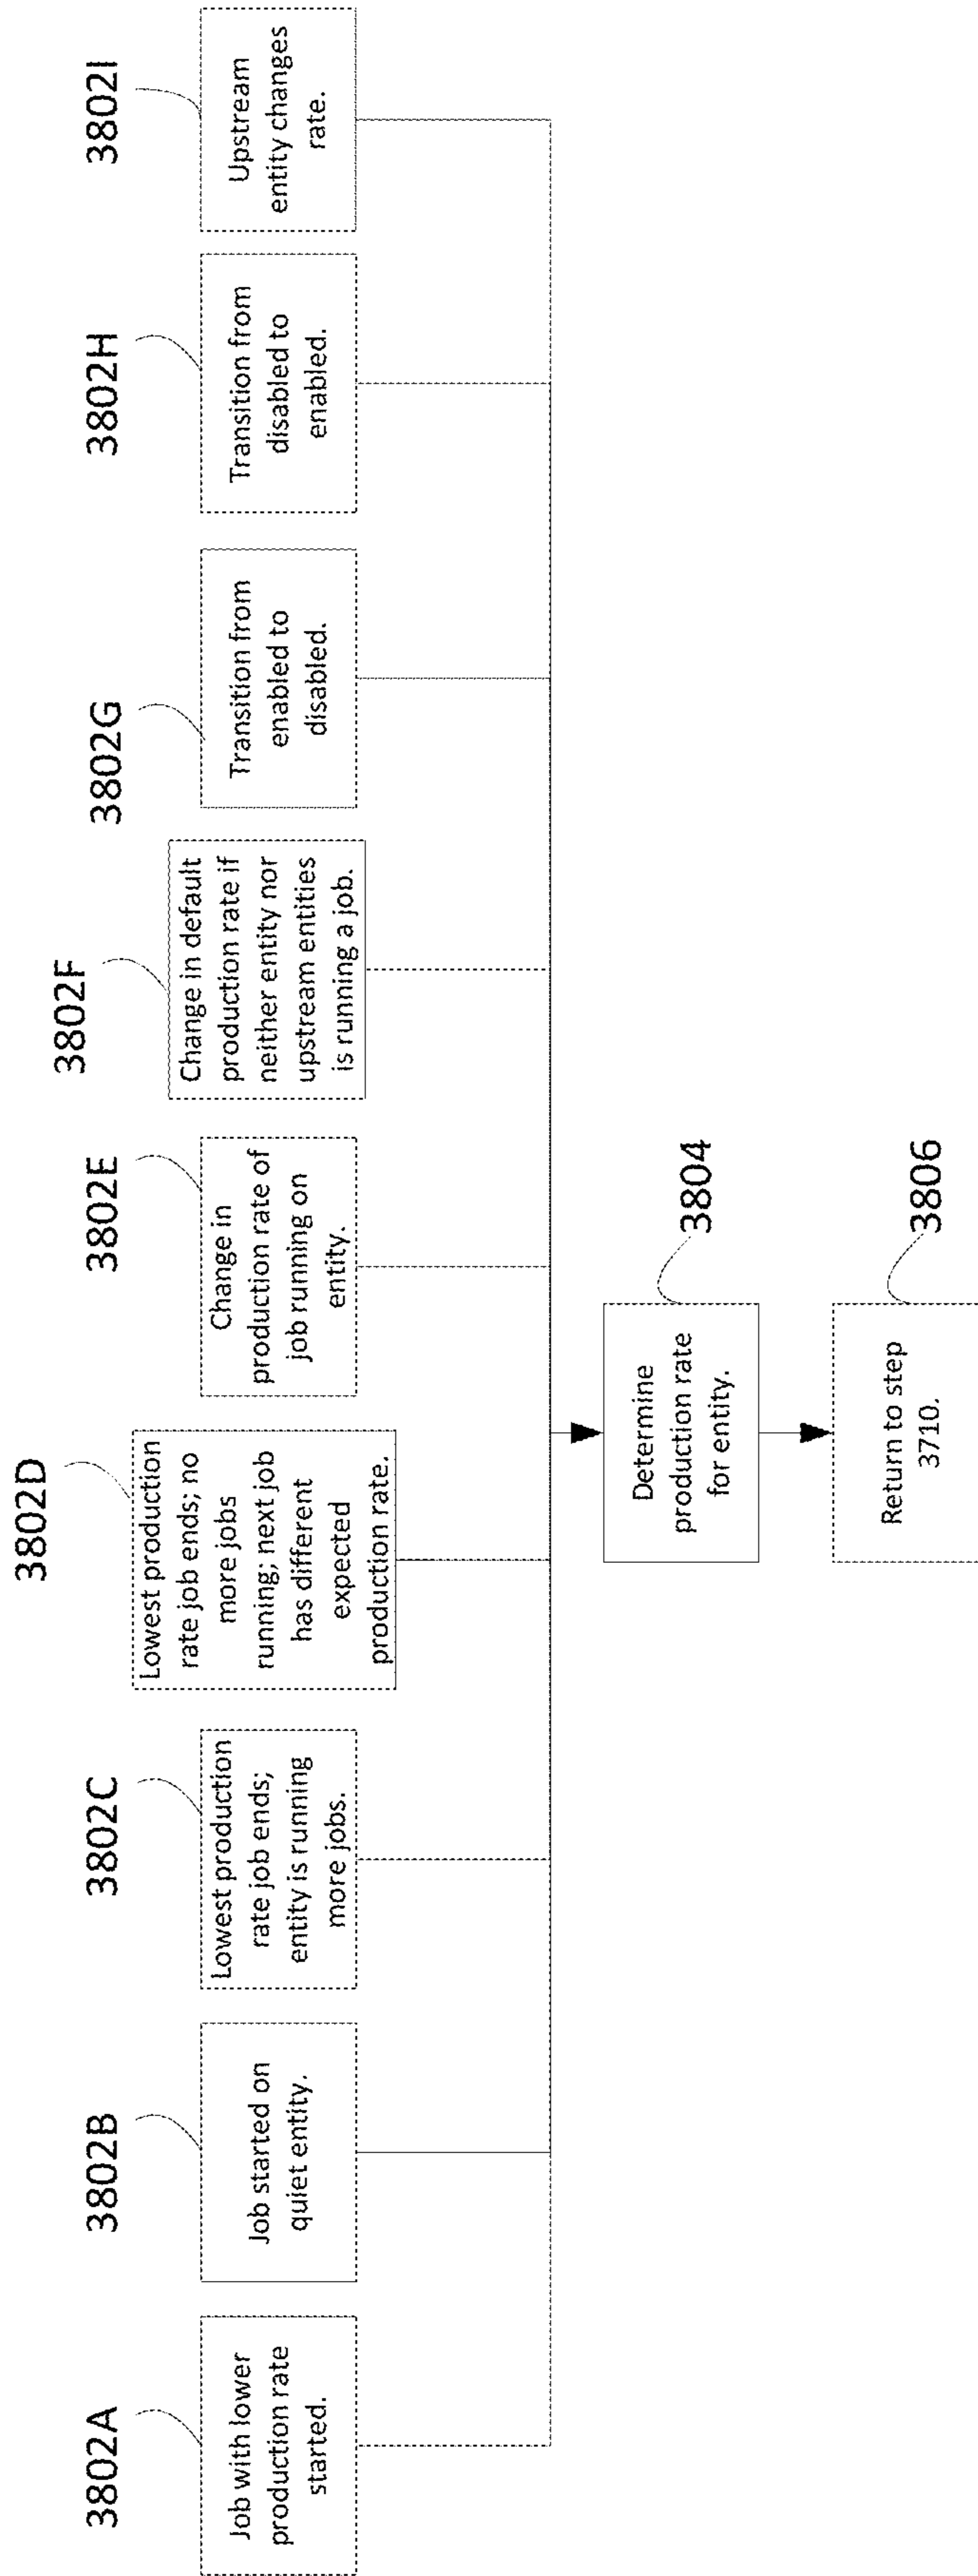 3802A
Job with lower
production rate
started.
3802B
Job started on
quiet entity.
3802C
Lowest production
rate job ends;
entity is running
more jobs.
3802D
Lowest production
rate job ends; no
more jobs
running; next job
has different
expected
production rate.
3802E
Change in
production rate of
job running on
entity.
3802F
Change in default
production rate if
neither entity nor
upstream entities
is running a job.
3802G
Transition from
enabled to
disabled.
3802H
Transition from
disabled to
enabled.
3802I
Upstream
entity changes
rate.
3804
Determine
production rate
for entity.
3806
Return to step
3710.